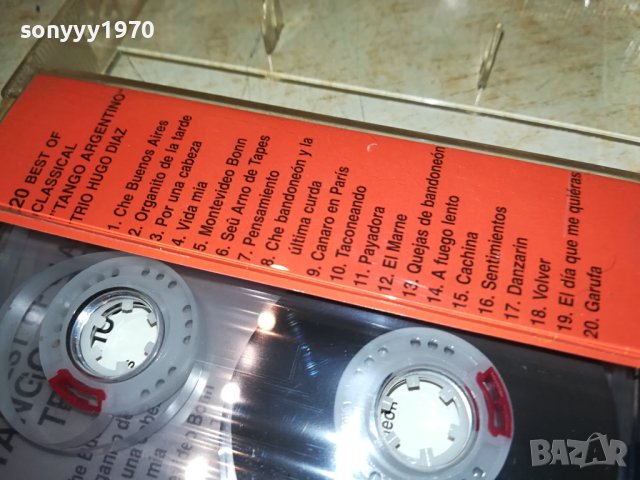 sonyyy1970
20 BEST OF
CLASSICAL
"TANGO ARGENTINO"
TRIO HUGO DIAZ
1. Che Buenos Aires
2. Organito de la tarde
3. Por una cabeza
4. Vida mia
5. Montevideo Bonn
6. Seú Arno de Tapes
7. Pensamiento
8. Che bandoneón y la
última curda
9. Canaro en París
10. Taconeando
11. Payadora
12. El Marne
13. Quejas de bandoneón
14. A fuego lento
15. Cachina
16. Sentimientos
17. Danzarin
18. Volver
19. El día que me quieras
20. Garufa
BAZAR